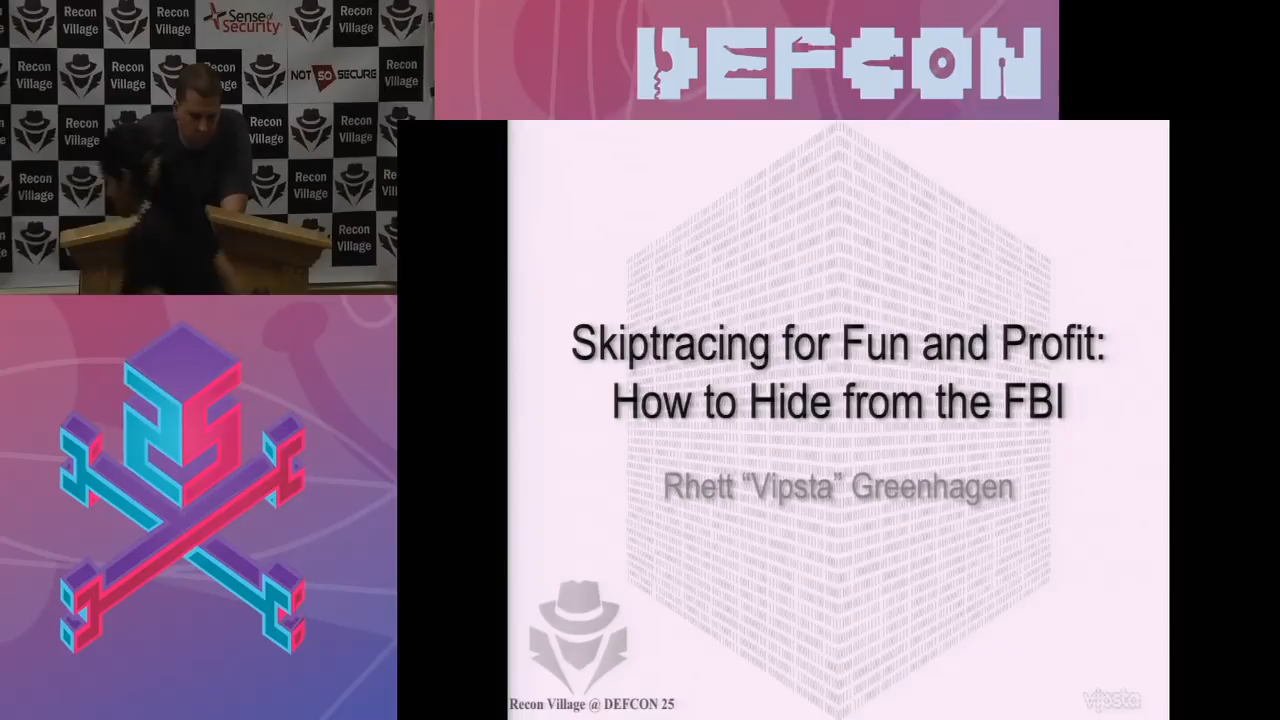 Recon
Village
Recon
Village
Sense of
Security
Recon
Village
Recon
Village
Recon
Village
Recon
NOT SO SECURE
Recon
Village
Recon
Village
Recon
Village
Recon
Village
Recon
Village
Recon
Village
Recon
Village
DEFCON
Skiptracing for Fun and Profit:
How to Hide from the FBI
Rhett “Vipsta” Greenhagen
Recon Village @ DEFCON 25
vipsta
25